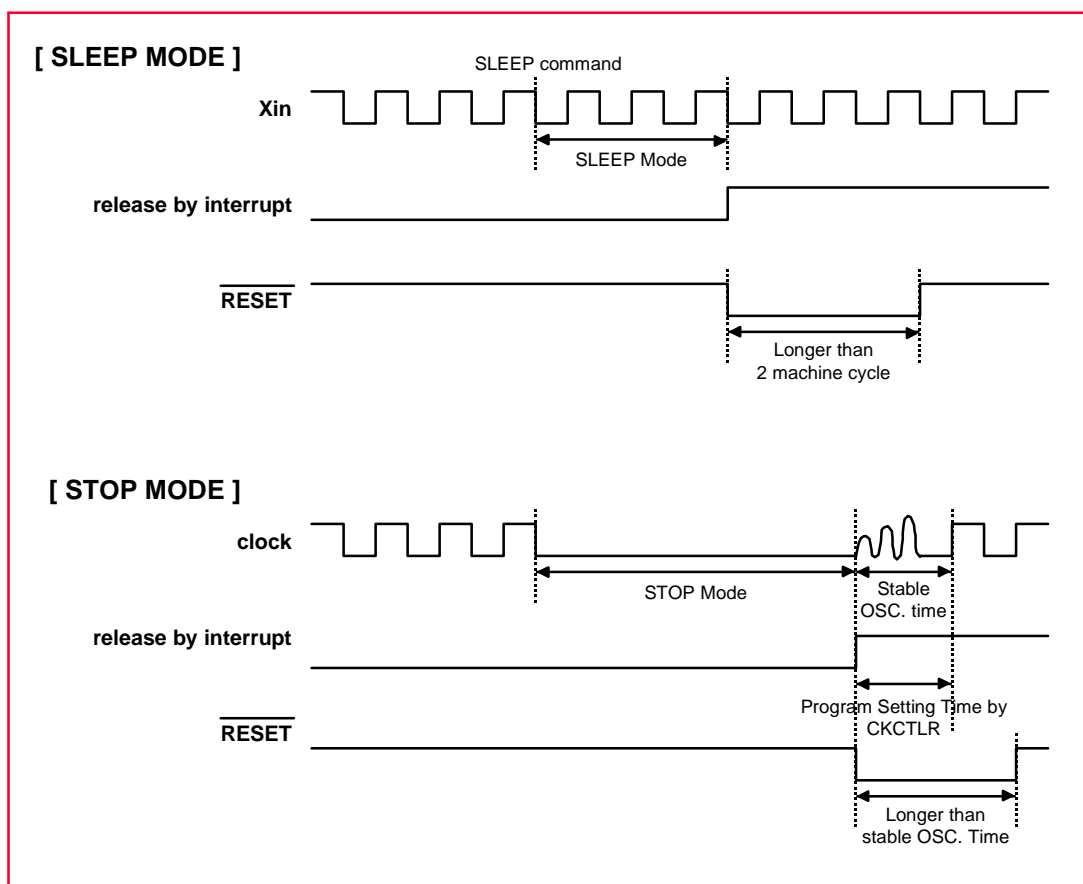 [ SLEEP MODE ]
SLEEP command
Xin
SLEEP Mode
release by interrupt
RESET
Longer than
2 machine cycle
[ STOP MODE ]
clock
STOP Mode
Stable
OSC. time
release by interrupt
Program Setting Time by
CKCTLR
RESET
Longer than
stable OSC. Time